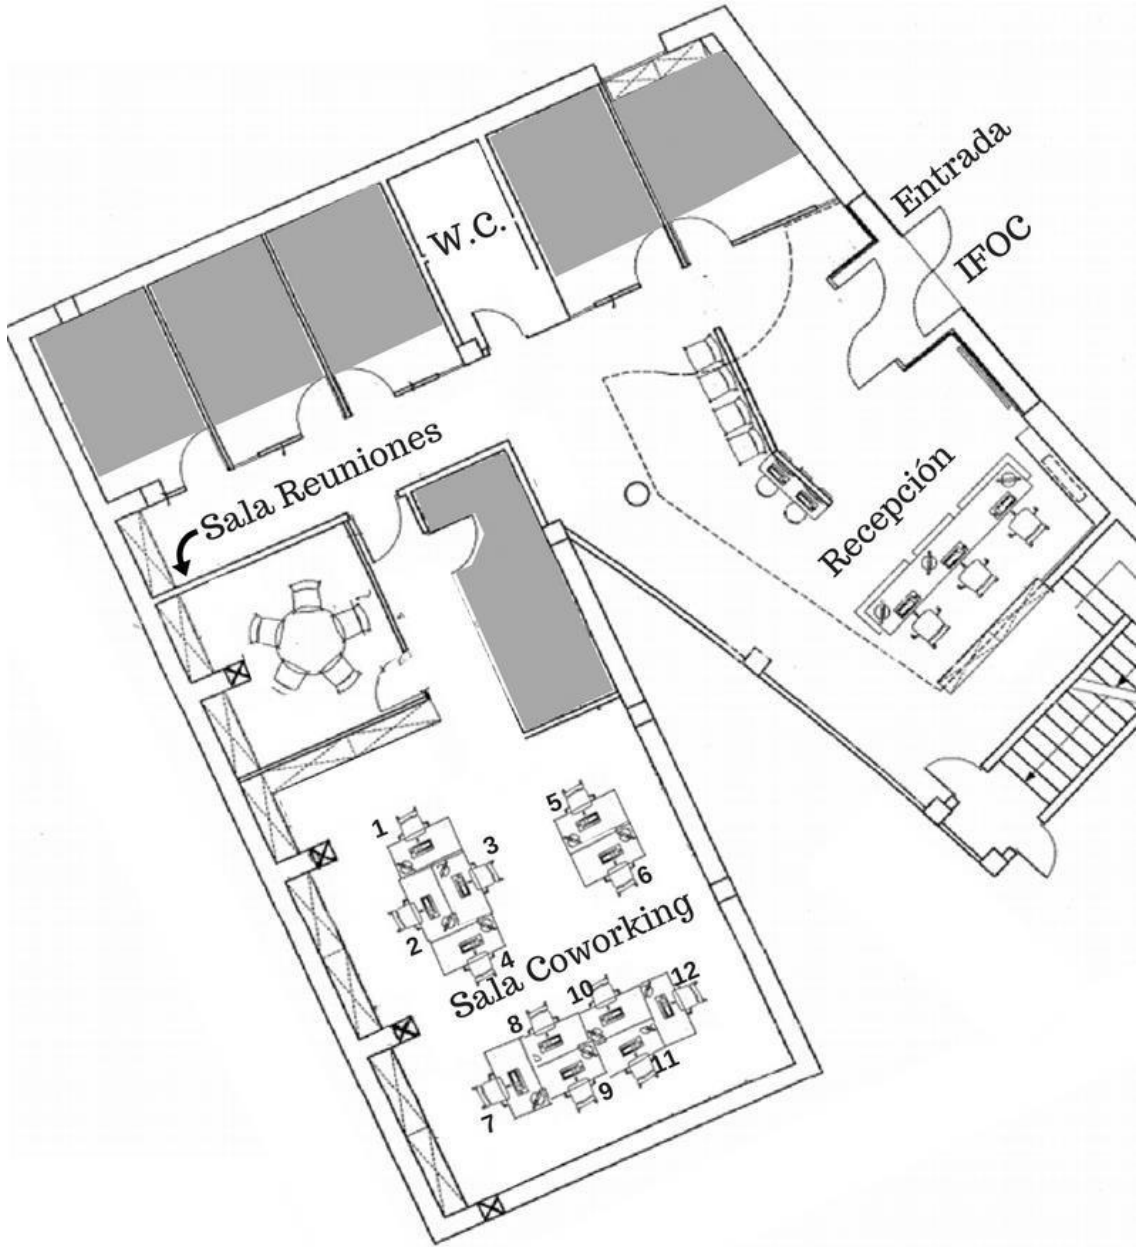 Entrada
IFOC
W.C.
Sala Reuniones
Recepción
1
2
3
4
5
6
Sala Coworking
7
8
9
10
11
12